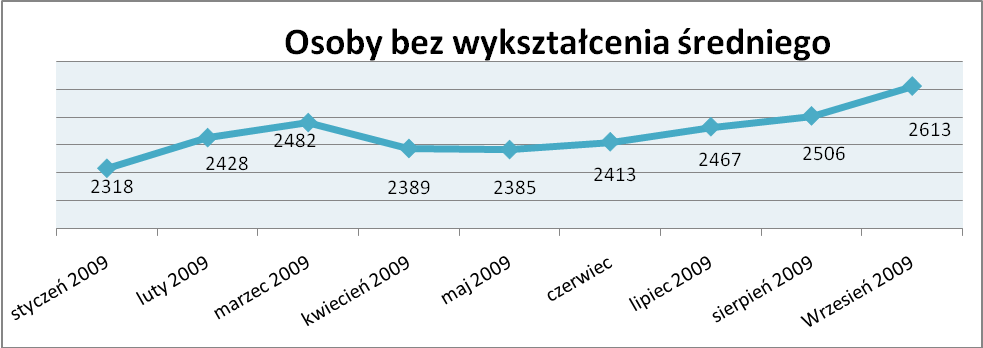 Osoby bez wykształcenia średniego
2318
2428
2482
2389
2385
2413
2467
2506
2613
styczeń 2009
luty 2009
marzec 2009
kwiecień 2009
maj 2009
czerwiec
lipiec 2009
sierpień 2009
Wrzesień 2009